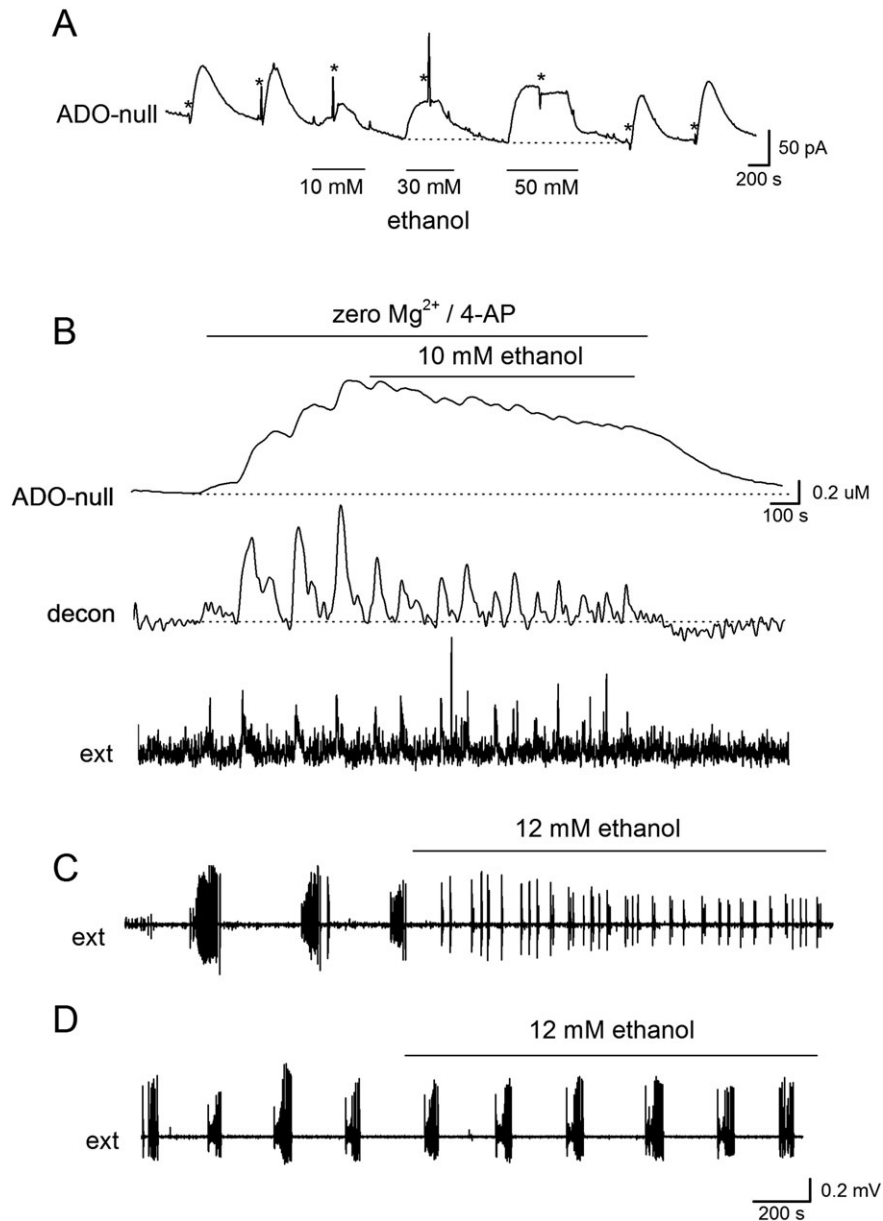 A
* * * * * * *
ADO-null
50 pA
200 s
10 mM 30 mM 50 mM
ethanol
B
zero Mg²⁺ / 4-AP
10 mM ethanol
ADO-null
0.2 uM
100 s
decon
ext
C
12 mM ethanol
ext
D
12 mM ethanol
ext
0.2 mV
200 s